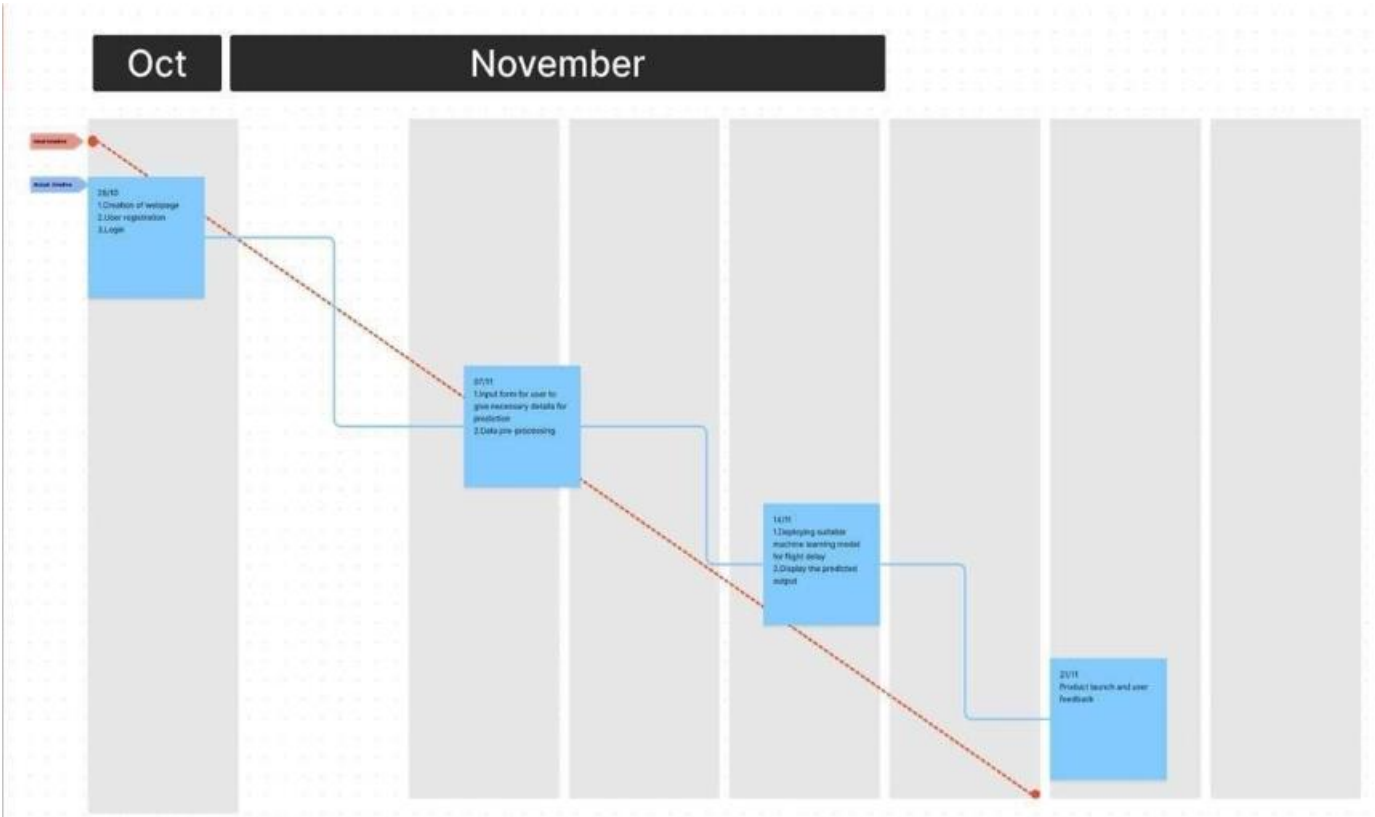 Oct
November
1.Creation of webpage
2.User registration
3.Login
07/11
1.Input form for user to
give necessary details for
prediction
2.Data pre-processing
14/11
1.Deploying suitable
machine learning model
for flight delay
2.Display the predicted
output
21/11
Product launch and user
feedback